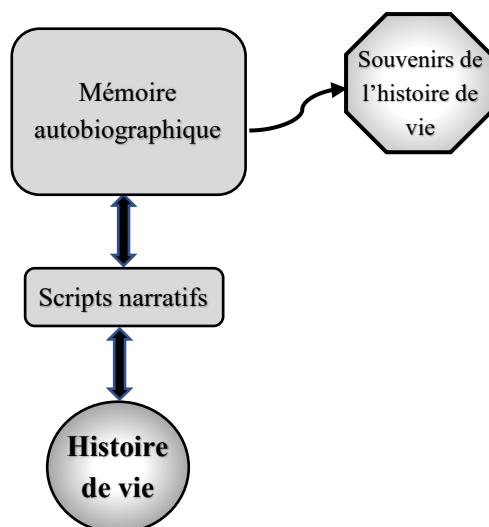 Mémoire
autobiographique
Souvenirs de
l’histoire de
vie
Scripts narratifs
Histoire
de vie